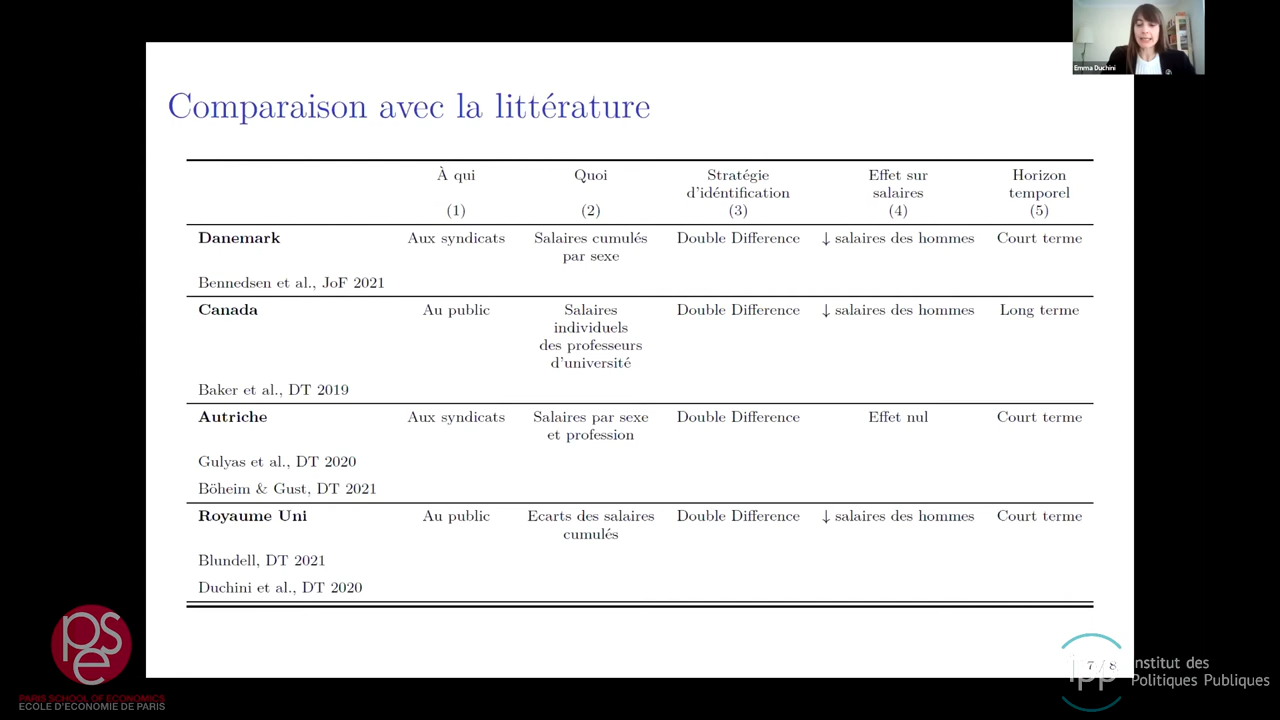 Emma Duchini
Comparaison avec la littérature
À qui
(1)
Quoi
(2)
Stratégie
d'idéntification
(3)
Effet sur
salaires
(4)
Horizon
temporel
(5)
Danemark
Aux syndicats
Salaires cumulés
par sexe
Double Difference
↓ salaires des hommes
Court terme
Bennedsen et al., JoF 2021
Canada
Au public
Salaires
individuels
des professeurs
d'université
Double Difference
↓ salaires des hommes
Long terme
Baker et al., DT 2019
Autriche
Aux syndicats
Salaires par sexe
et profession
Double Difference
Effet nul
Court terme
Gulyas et al., DT 2020
Böheim & Gust, DT 2021
Royaume Uni
Au public
Ecarts des salaires
cumulés
Double Difference
↓ salaires des hommes
Court terme
Blundell, DT 2021
Duchini et al., DT 2020
pse
PARIS SCHOOL OF ECONOMICS
ECOLE D'ECONOMIE DE PARIS
7 / 8
ipp
Institut des
Politiques Publiques